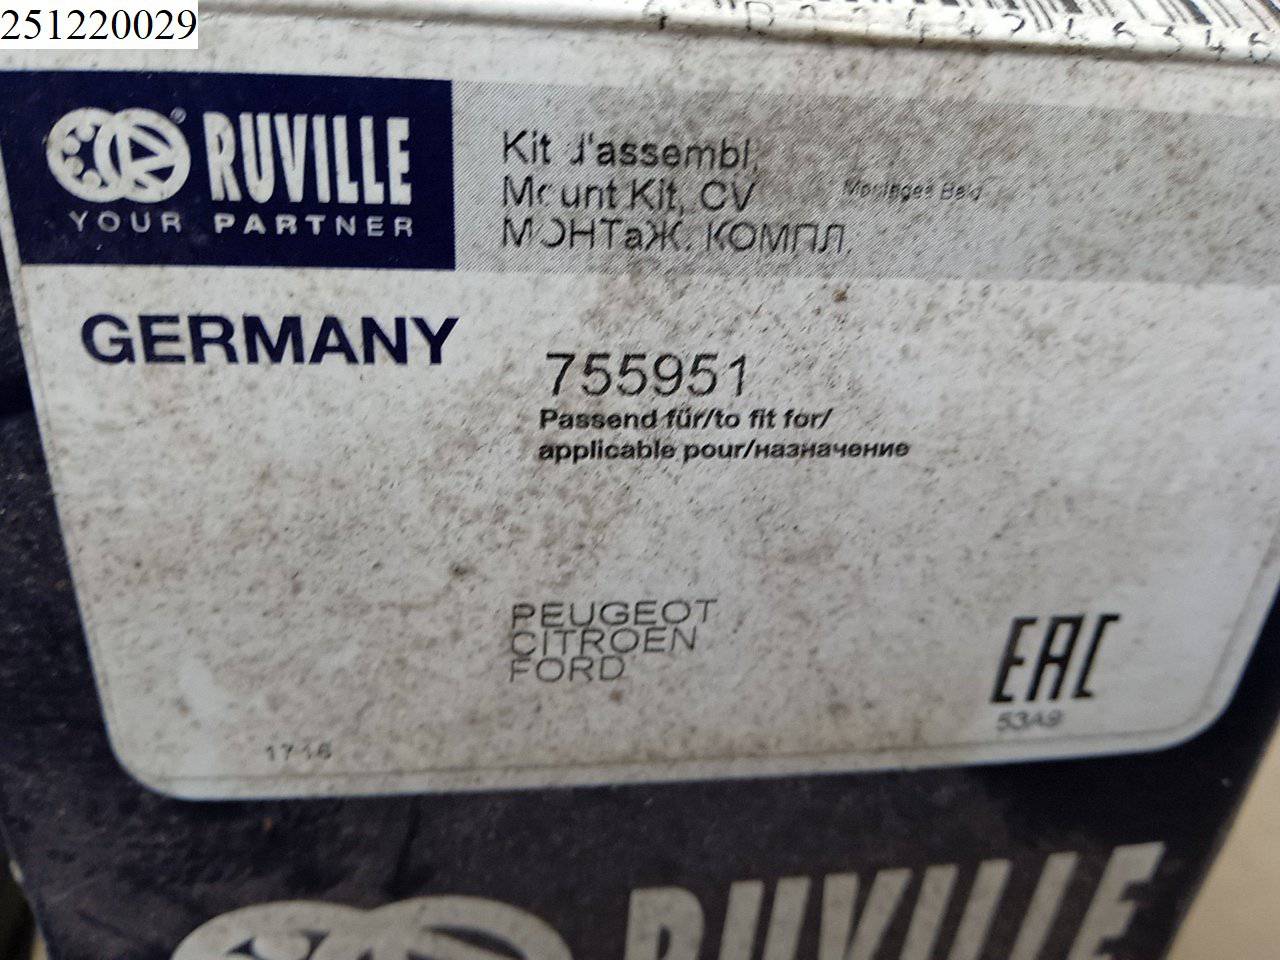 251220029
RUVILLE
YOUR PARTNER
Kit d'assembl.
Mount Kit, CV
МОНТаЖ. КОМПЛ.
GERMANY
755951
Passend für/to fit for/
applicable pour/назначение
PEUGEOT
CITROEN
FORD
EAC
53A9
1716
RUVILLE